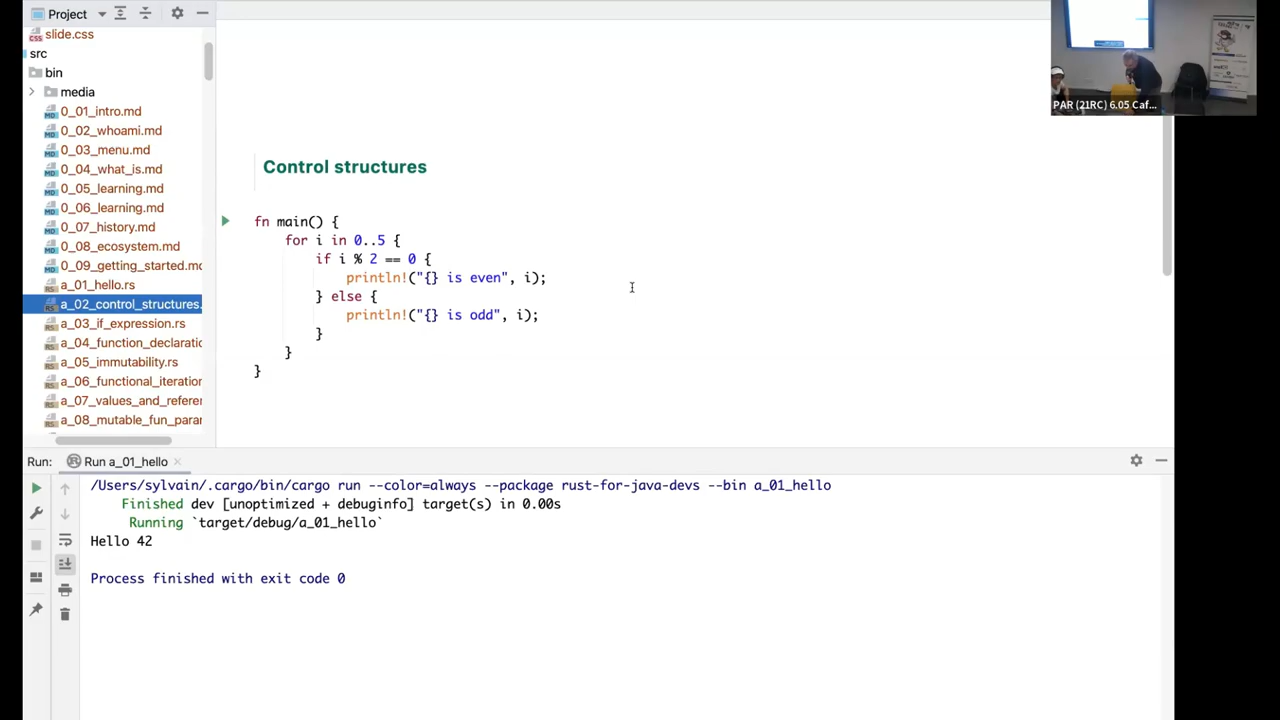 Project
slide.css
src
bin
media
0_01_intro.md
0_02_whoami.md
0_03_menu.md
0_04_what_is.md
0_05_learning.md
0_06_learning.md
0_07_history.md
0_08_ecosystem.md
0_09_getting_started.md
a_01_hello.rs
a_02_control_structures.
a_03_if_expression.rs
a_04_function_declaratio
a_05_immutability.rs
a_06_functional_iteration
a_07_values_and_referen
a_08_mutable_fun_paran
Control structures
fn main() {
for i in 0..5 {
if i % 2 == 0 {
println!("{} is even", i);
} else {
println!("{} is odd", i);
}
}
}
PAR (21RC) 6.05 Caf...
Run: Run a_01_hello
/Users/sylvain/.cargo/bin/cargo run --color=always --package rust-for-java-devs --bin a_01_hello
Finished dev [unoptimized + debuginfo] target(s) in 0.00s
Running `target/debug/a_01_hello`
Hello 42
Process finished with exit code 0